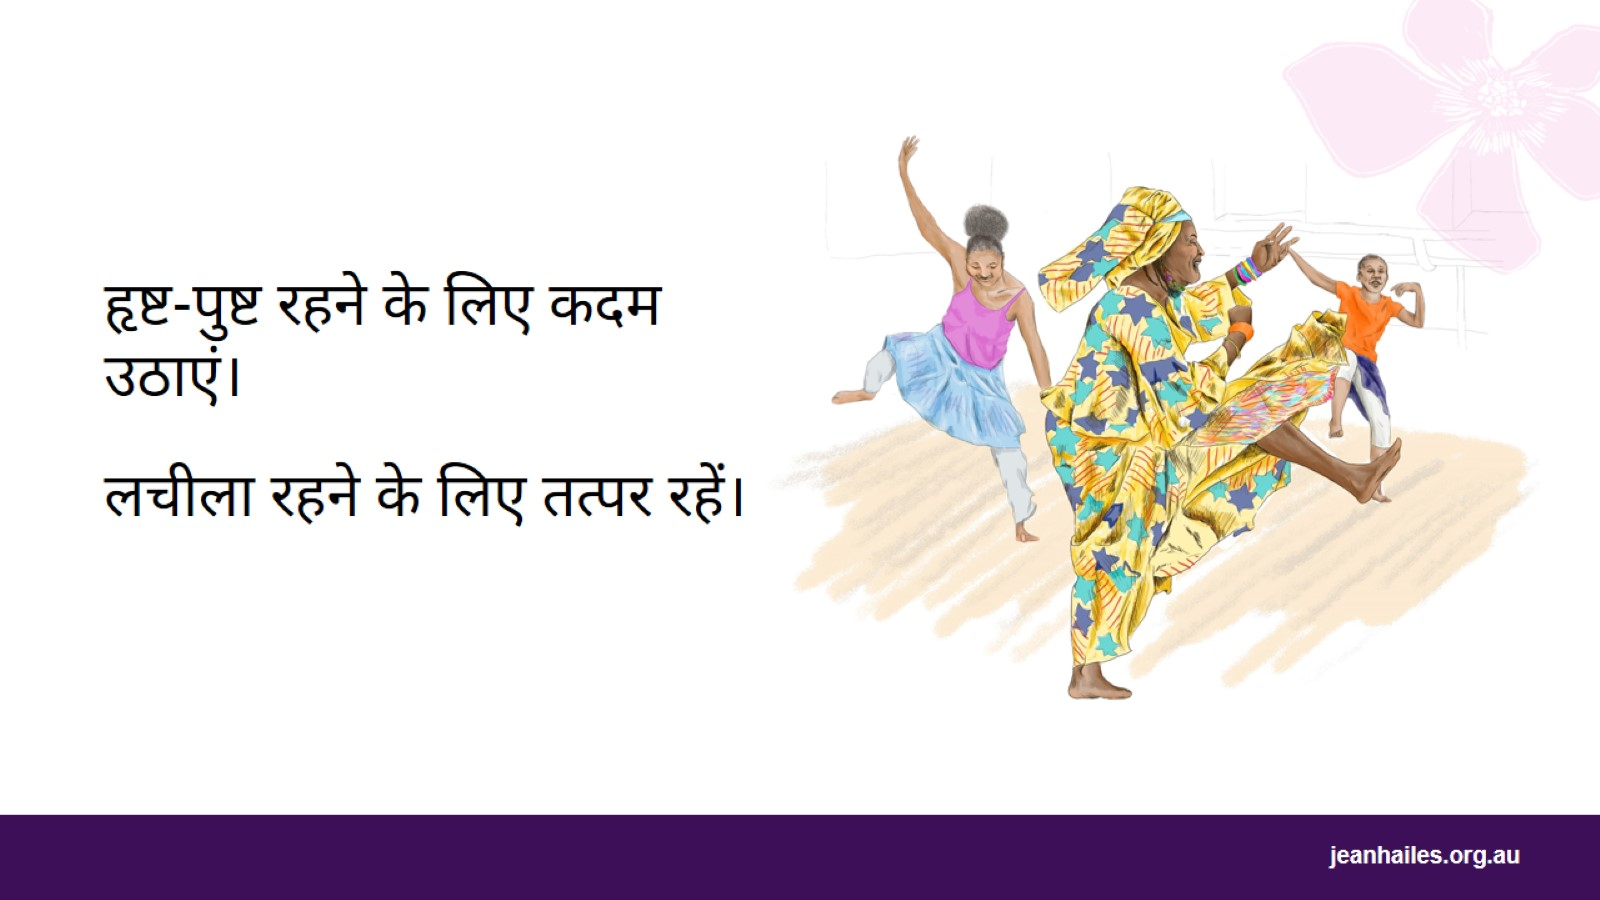 हृष्ट-पुष्ट रहने के लिए कदम
उठाएं।
लचीला रहने के लिए तत्पर रहें।
jeanhailes.org.au